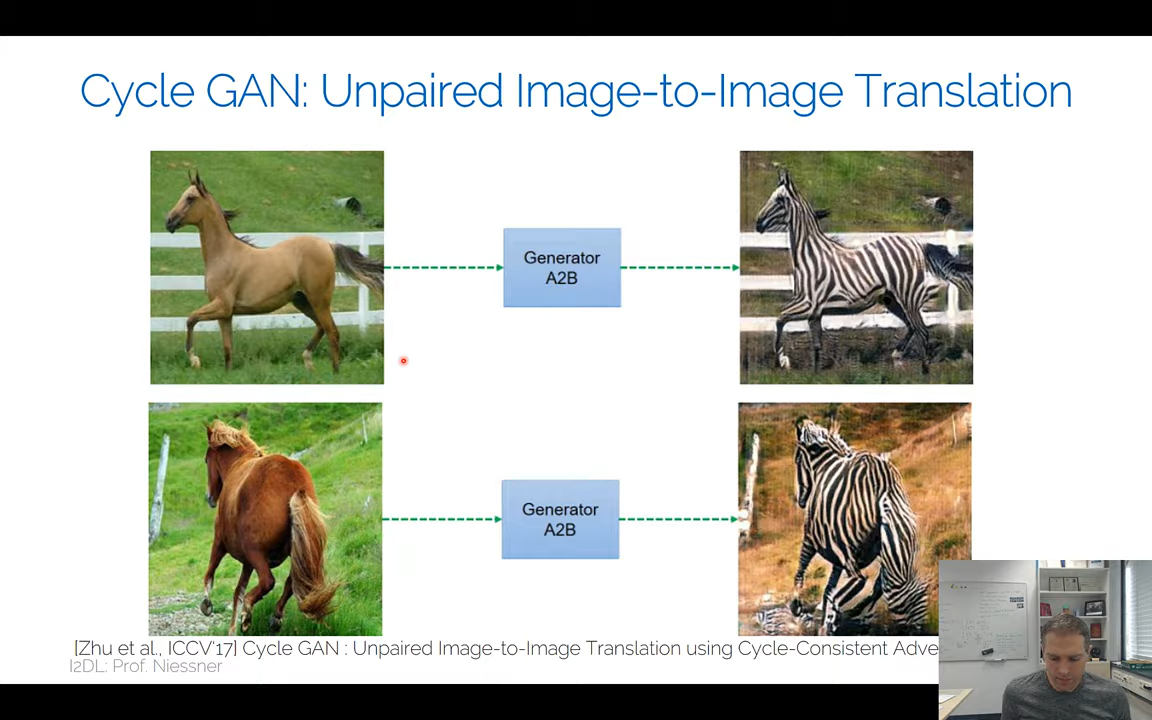 Cycle GAN: Unpaired Image-to-Image Translation
Generator
A2B
Generator
A2B
[Zhu et al., ICCV'17] Cycle GAN : Unpaired Image-to-Image Translation using Cycle-Consistent Adve
I2DL: Prof. Niessner